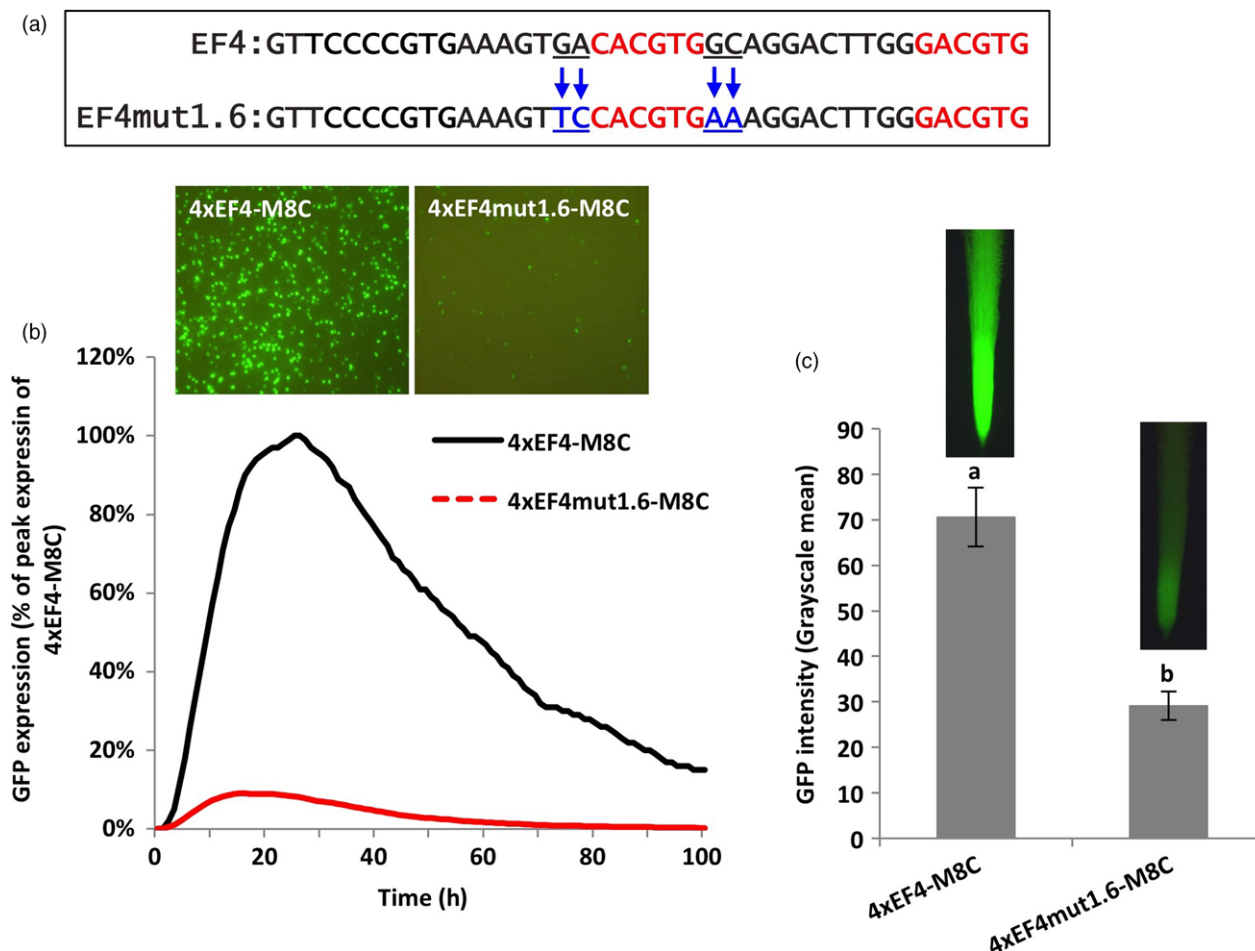 (a)
EF4:GTTCCCCGTGAAAGTGACACGTGGCAGGACTTGGGACGTG
EF4mut1.6:GTTCCCCGTGAAAGTTCCACGTGAAAGGACTTGGGACGTG
4xEF4-M8C
4xEF4mut1.6-M8C
(b)
GFP expression (% of peak expressin of
4xEF4-M8C)
120%
100%
80%
60%
40%
20%
0%
4xEF4-M8C
4xEF4mut1.6-M8C
0 20 40 60 80 100
Time (h)
(c)
GFP intensity (Grayscale mean)
90
80
70
60
50
40
30
20
10
0
a
b
4xEF4-M8C
4xEF4mut1.6-M8C